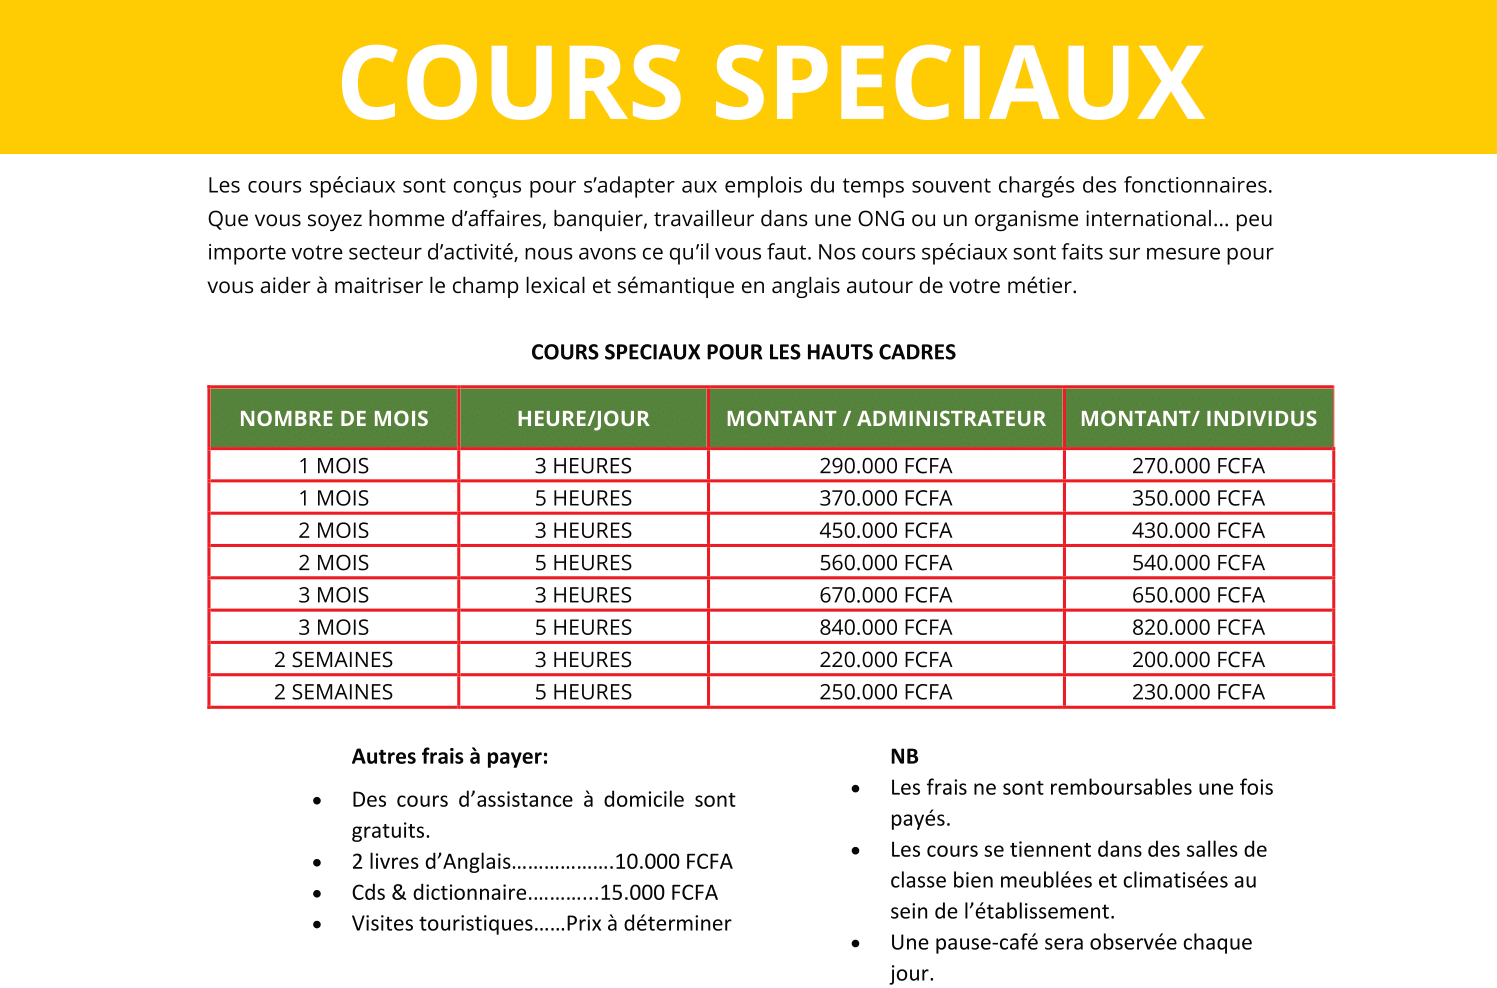 COURS SPECIAUX
Les cours spéciaux sont conçus pour s’adapter aux emplois du temps souvent chargés des fonctionnaires.
Que vous soyez homme d’affaires, banquier, travailleur dans une ONG ou un organisme international... peu
importe votre secteur d’activité, nous avons ce qu’il vous faut. Nos cours spéciaux sont faits sur mesure pour
vous aider à maitriser le champ lexical et sémantique en anglais autour de votre métier.
COURS SPECIAUX POUR LES HAUTS CADRES
NOMBRE DE MOIS HEURE/JOUR MONTANT / ADMINISTRATEUR MONTANT/ INDIVIDUS
1 MOIS 3 HEURES 290.000 FCFA 270.000 FCFA
1 MOIS 5 HEURES 370.000 FCFA 350.000 FCFA
2 MOIS 3 HEURES 450.000 FCFA 430.000 FCFA
2 MOIS 5 HEURES 560.000 FCFA 540.000 FCFA
3 MOIS 3 HEURES 670.000 FCFA 650.000 FCFA
3 MOIS 5 HEURES 840.000 FCFA 820.000 FCFA
2 SEMAINES 3 HEURES 220.000 FCFA 200.000 FCFA
2 SEMAINES 5 HEURES 250.000 FCFA 230.000 FCFA
Autres frais à payer:
• Des cours d’assistance à domicile sont
gratuits.
• 2 livres d’Anglais……………….10.000 FCFA
• Cds & dictionnaire………...15.000 FCFA
• Visites touristiques……Prix à déterminer
NB
• Les frais ne sont remboursables une fois
payés.
• Les cours se tiennent dans des salles de
classe bien meublées et climatisées au
sein de l’établissement.
• Une pause-café sera observée chaque
jour.